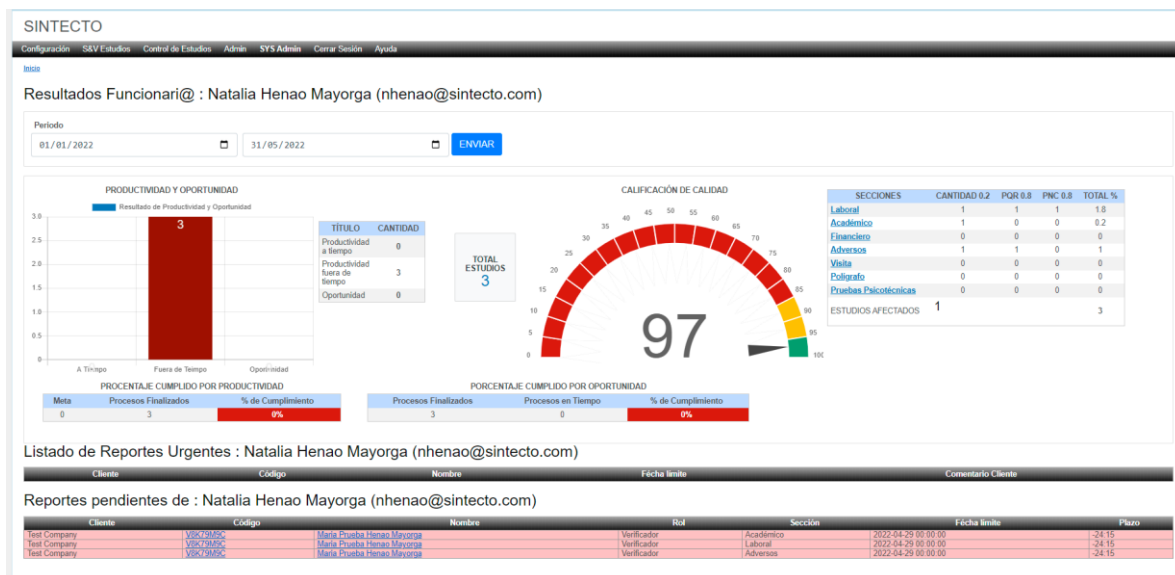 SINTECTO
Configuración S&V Estudios Control de Estudios Admin SYS Admin Cerrar Sesión Ayuda
Inicio
Resultados Funcionari@ : Natalia Henao Mayorga (nhenao@sintecto.com)
Periodo
01/01/2022 31/05/2022 ENVIAR
PRODUCTIVIDAD Y OPORTUNIDAD
Resultado de Productividad y Oportunidad
3.0
2.5
2.0
1.5
1.0
0.5
0
3
A Tiempo Fuera de Teimpo Oportunidad
TÍTULO CANTIDAD
Productividad a tiempo 0
Productividad fuera de tiempo 3
Oportunidad 0
TOTAL
ESTUDIOS
3
CALIFICACIÓN DE CALIDAD
0 5 10 15 20 25 30 35 40 45 50 55 60 65 70 75 80 85 90 95 100
97
SECCIONES CANTIDAD 0.2 PQR 0.8 PNC 0.8 TOTAL %
Laboral 1 1 1 1.8
Académico 1 0 0 0.2
Financiero 0 0 0 0
Adversos 1 1 0 1
Visita 0 0 0 0
Poligrafo 0 0 0 0
Pruebas Psicotécnicas 0 0 0 0
ESTUDIOS AFECTADOS 1 3
PROCENTAJE CUMPLIDO POR PRODUCTIVIDAD
Meta Procesos Finalizados % de Cumplimiento
0 3 0%
PORCENTAJE CUMPLIDO POR OPORTUNIDAD
Procesos Finalizados Procesos en Tiempo % de Cumplimiento
3 0 0%
Listado de Reportes Urgentes : Natalia Henao Mayorga (nhenao@sintecto.com)
Cliente Código Nombre Fécha limite Comentario Cliente
Reportes pendientes de : Natalia Henao Mayorga (nhenao@sintecto.com)
Cliente Código Nombre Rol Sección Fécha limite Plazo
Test Company V8K79M9C Maria Prueba Henao Mayorga Verificador Académico 2022-04-29 00:00:00 -24:15
Test Company V8K79M9C Maria Prueba Henao Mayorga Verificador Laboral 2022-04-29 00:00:00 -24:15
Test Company V8K79M9C Maria Prueba Henao Mayorga Verificador Adversos 2022-04-29 00:00:00 -24:15